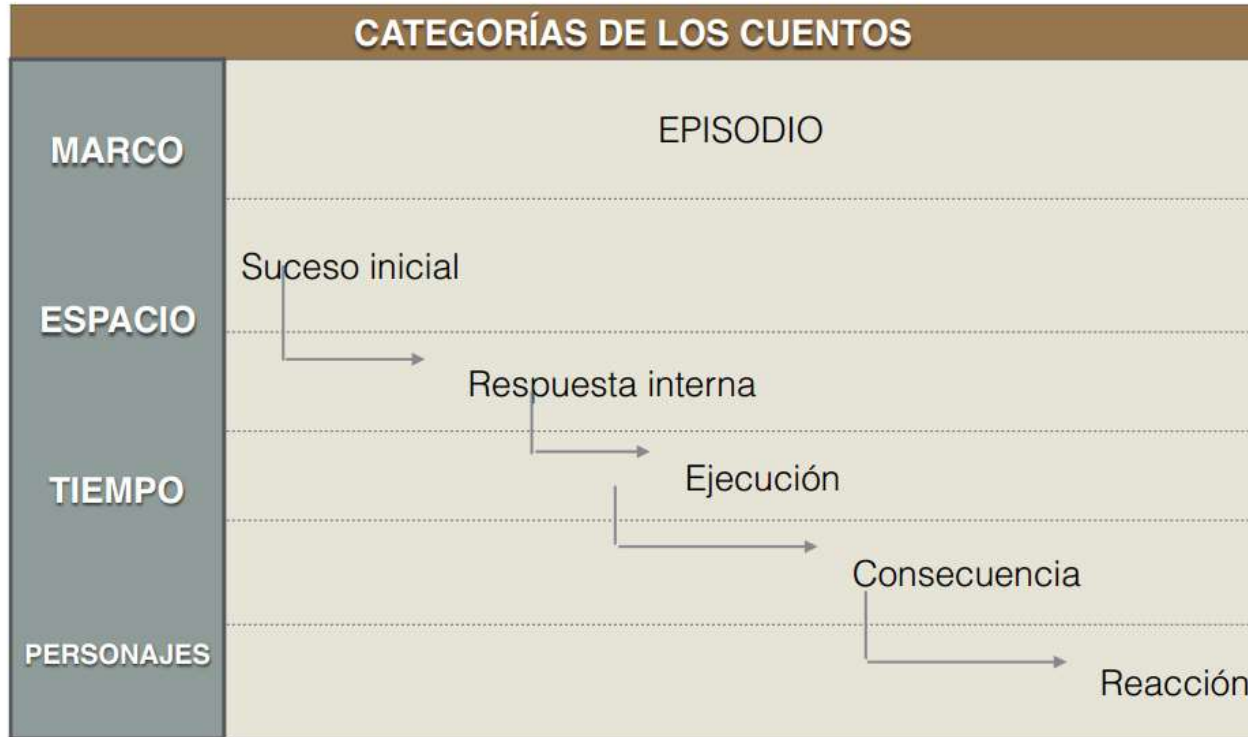 CATEGORÍAS DE LOS CUENTOS
MARCO
EPISODIO
Suceso inicial
ESPACIO
Respuesta interna
TIEMPO
Ejecución
Consecuencia
PERSONAJES
Reacción